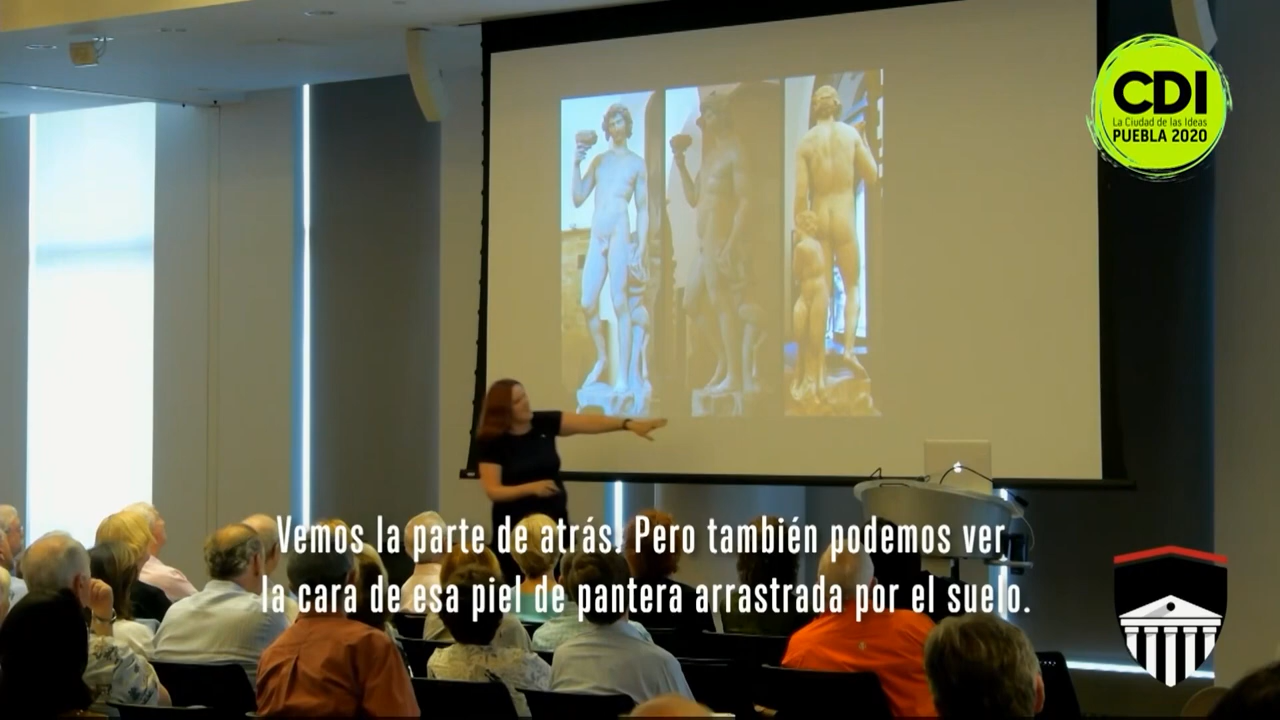 CDI
La Ciudad de las Ideas
PUEBLA 2020
Vemos la parte de atrás. Pero también podemos ver
la cara de esa piel de pantera arrastrada por el suelo.